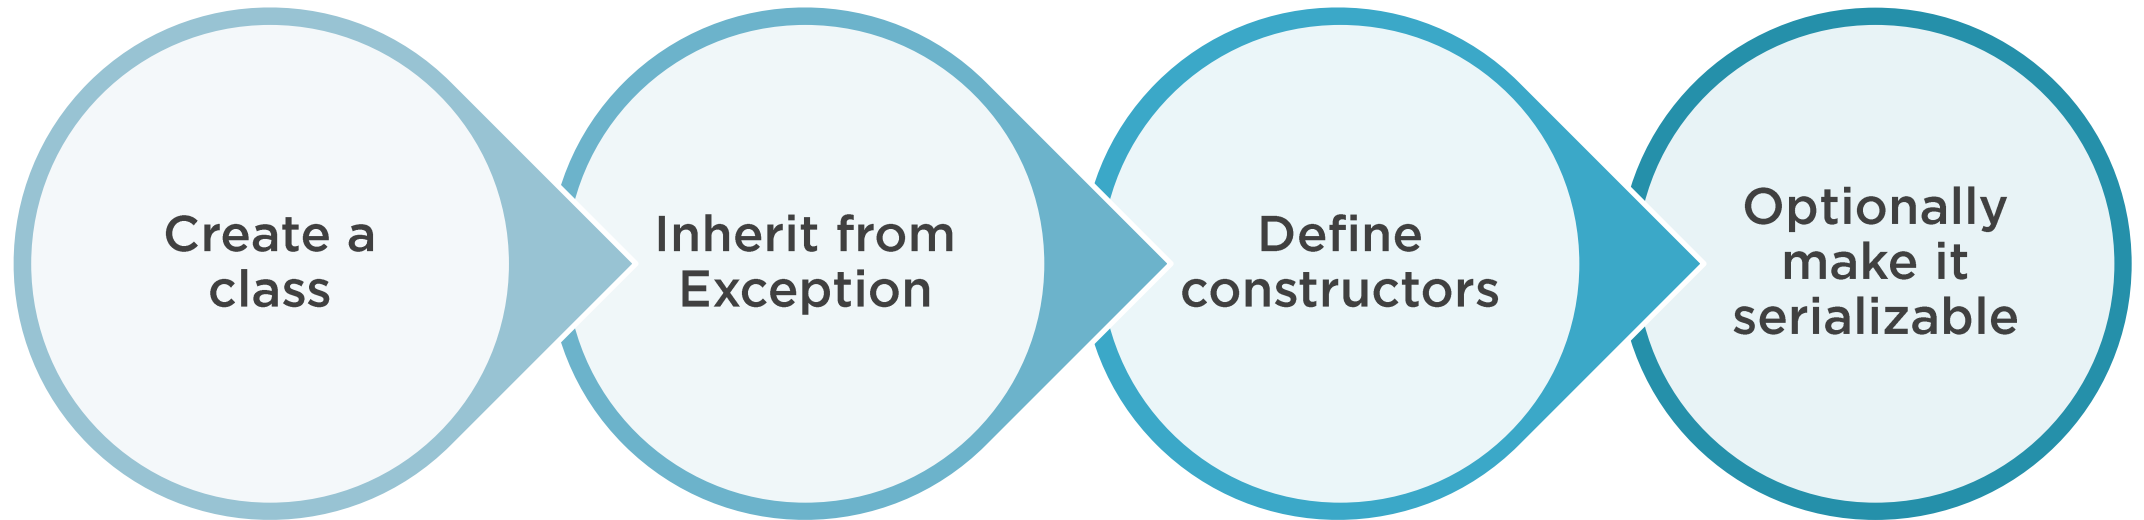 Create a
class
Inherit from
Exception
Define
constructors
Optionally
make it
serializable